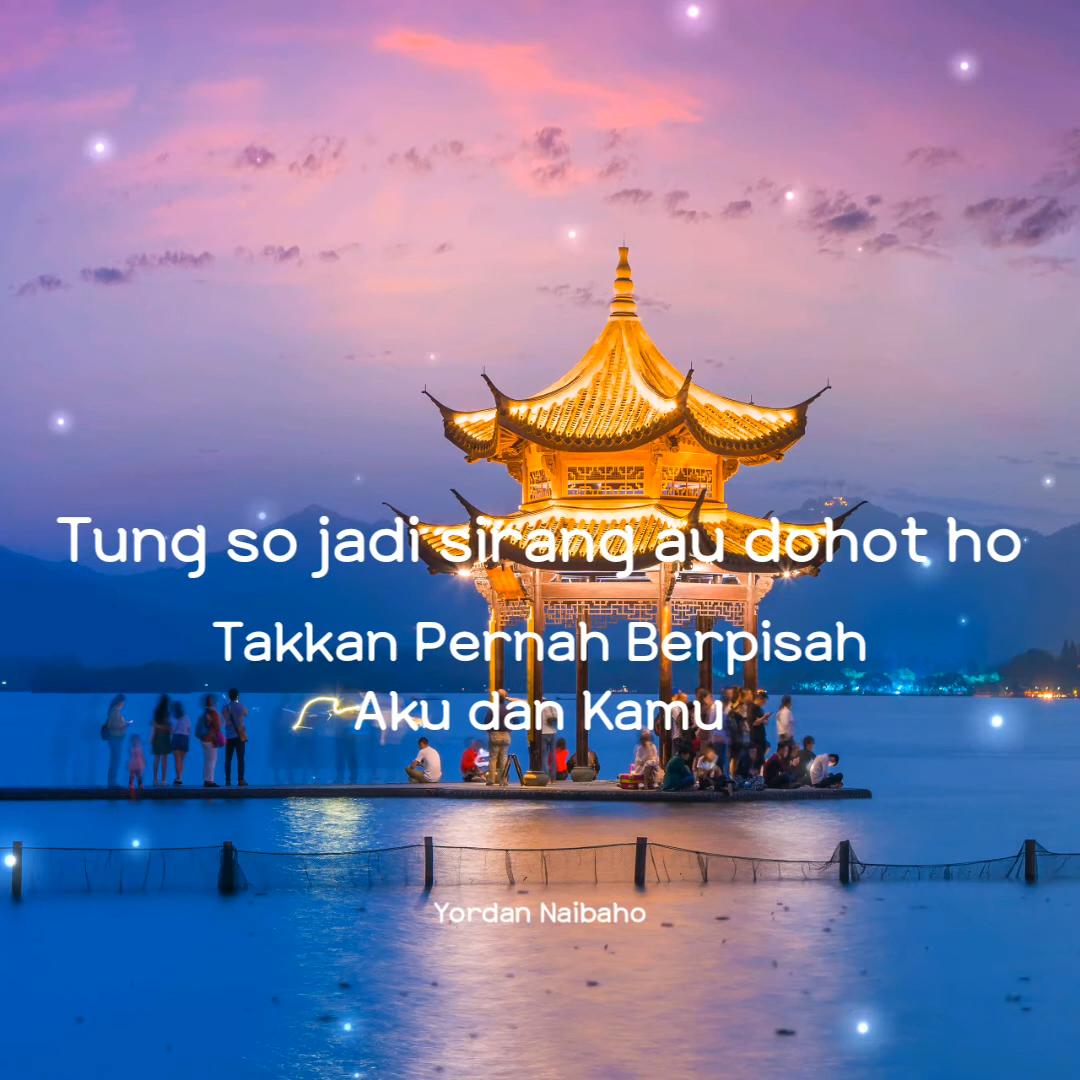 Tung so jadi sirang au dohot ho
Takkan Pernah Berpisah
Aku dan Kamu
Yordan Naibaho